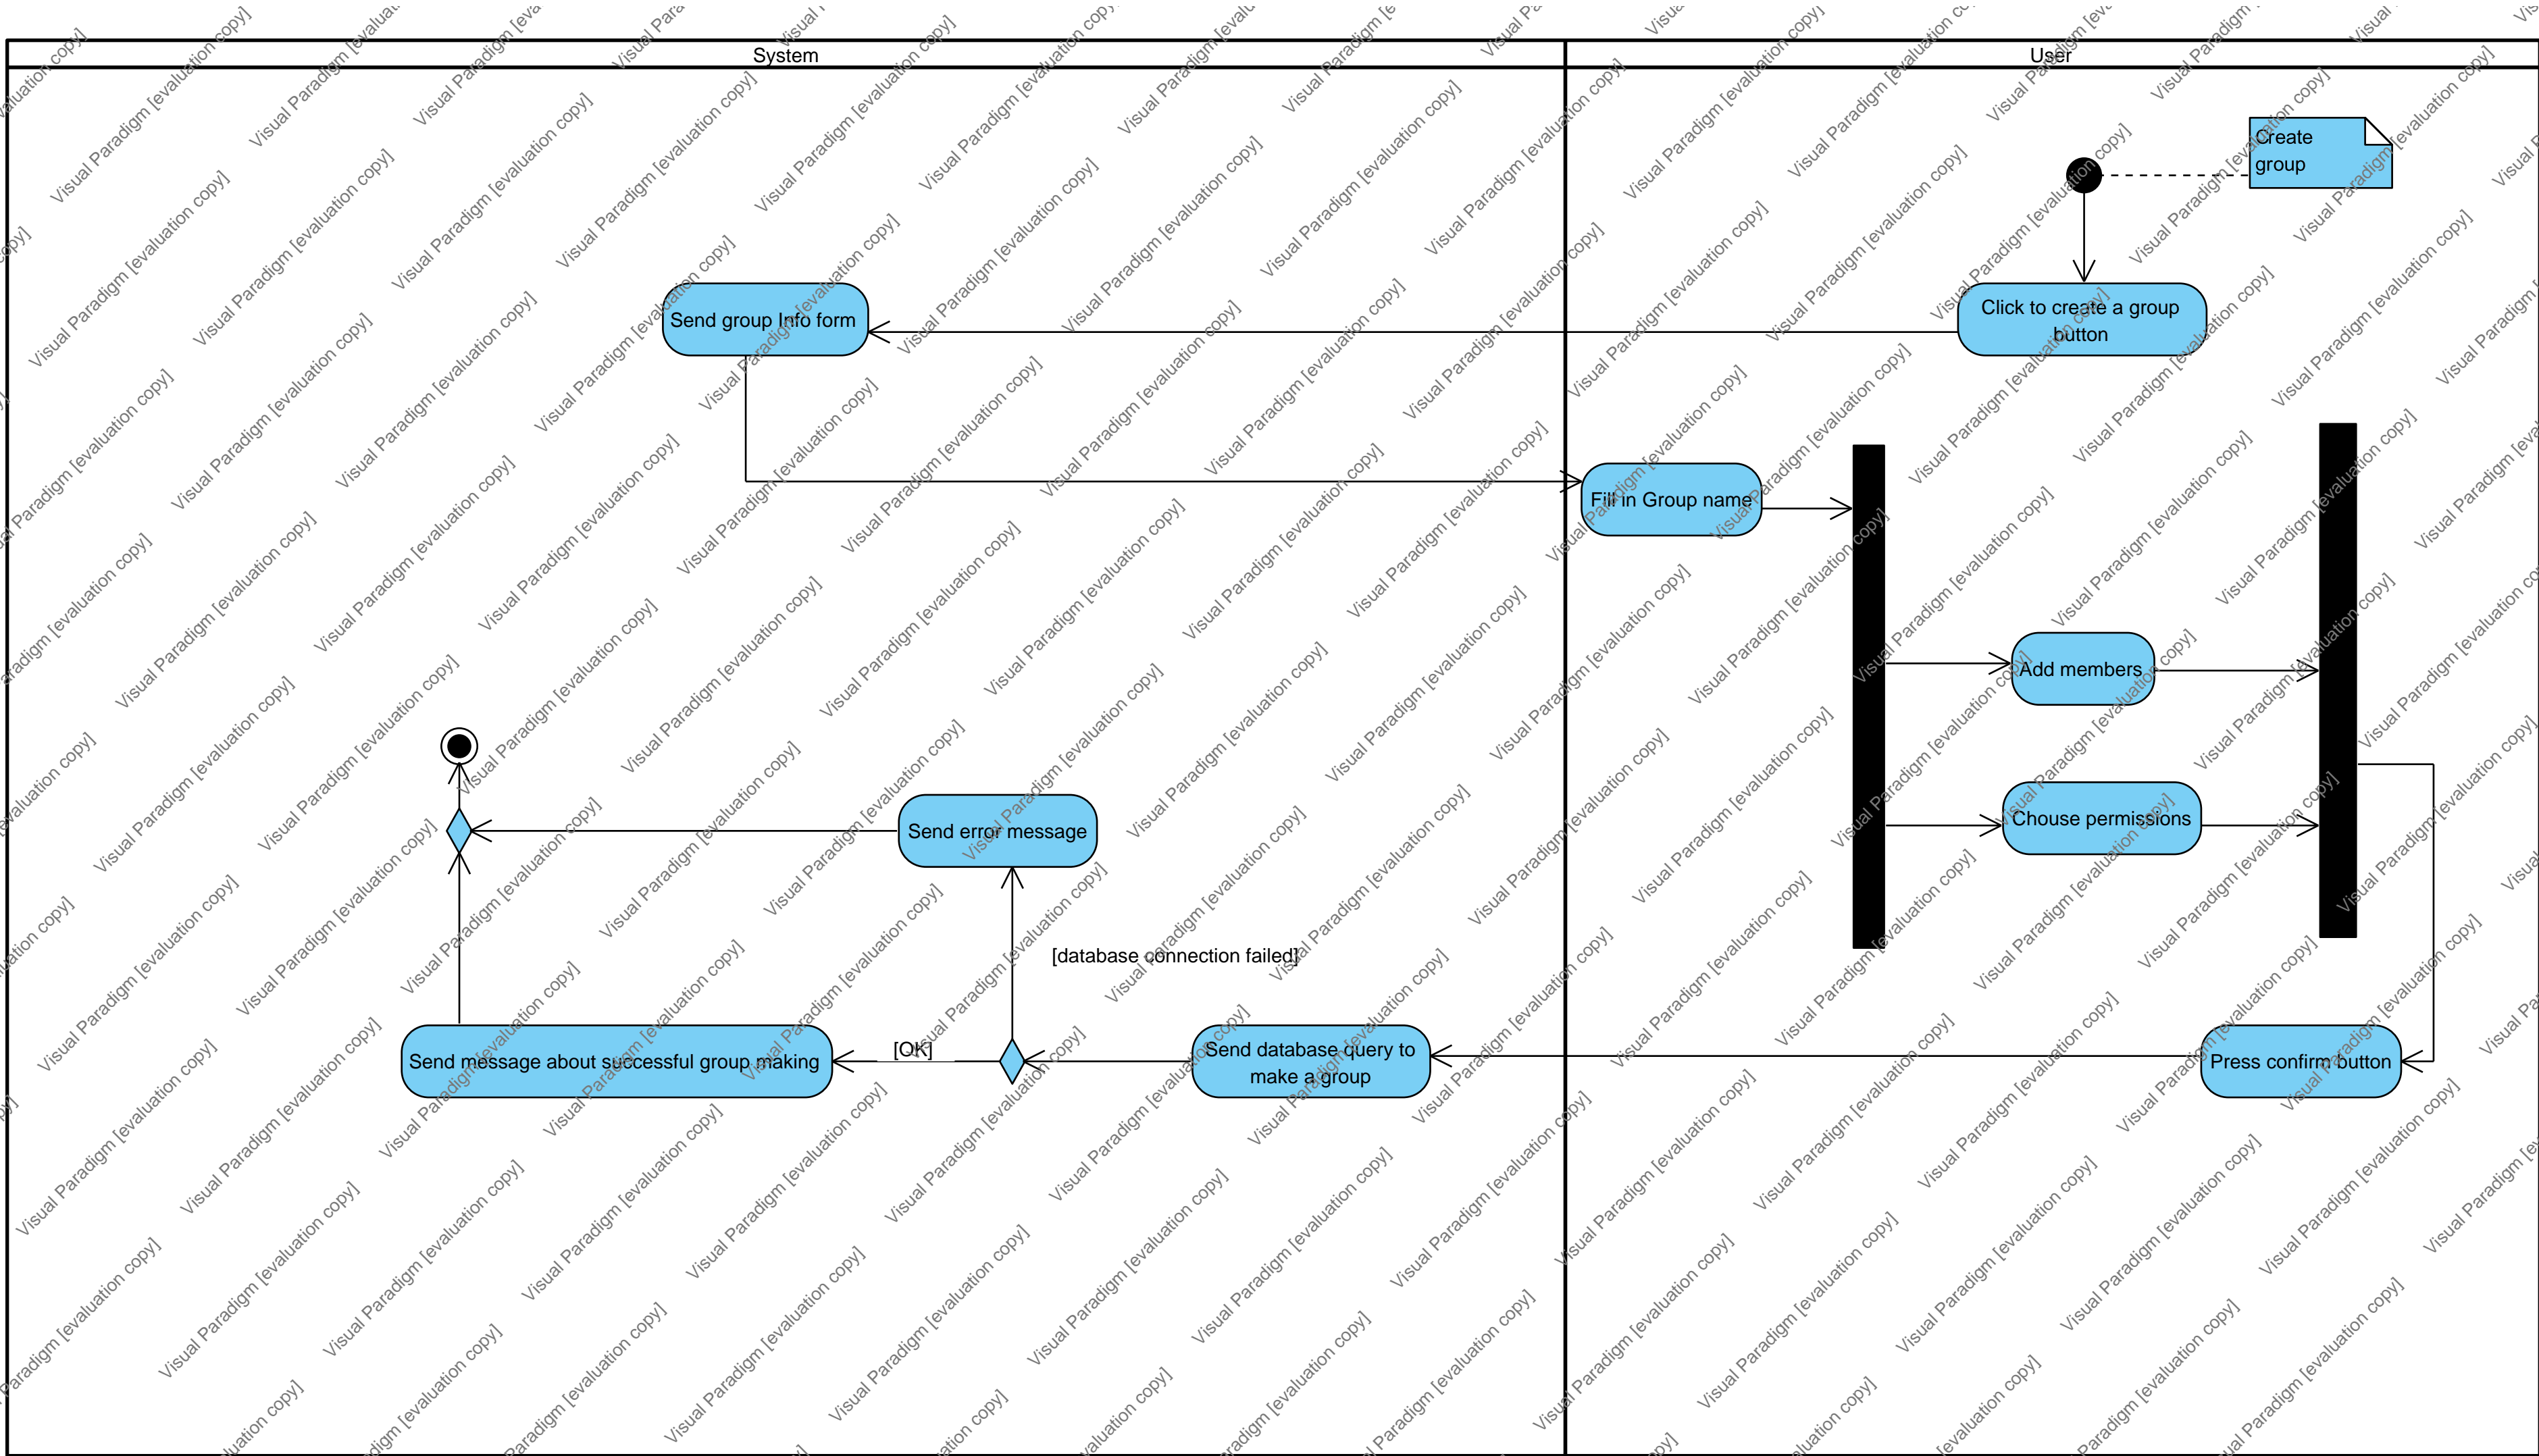 System
User
Create
group
Click to create a group
button
Send group Info form
Fill in Group name
Add members
Chouse permissions
Send error message
[database connection failed]
Send message about successful group making
[OK]
Send database query to
make a group
Press confirm button
Visual Paradigm [evaluation copy]